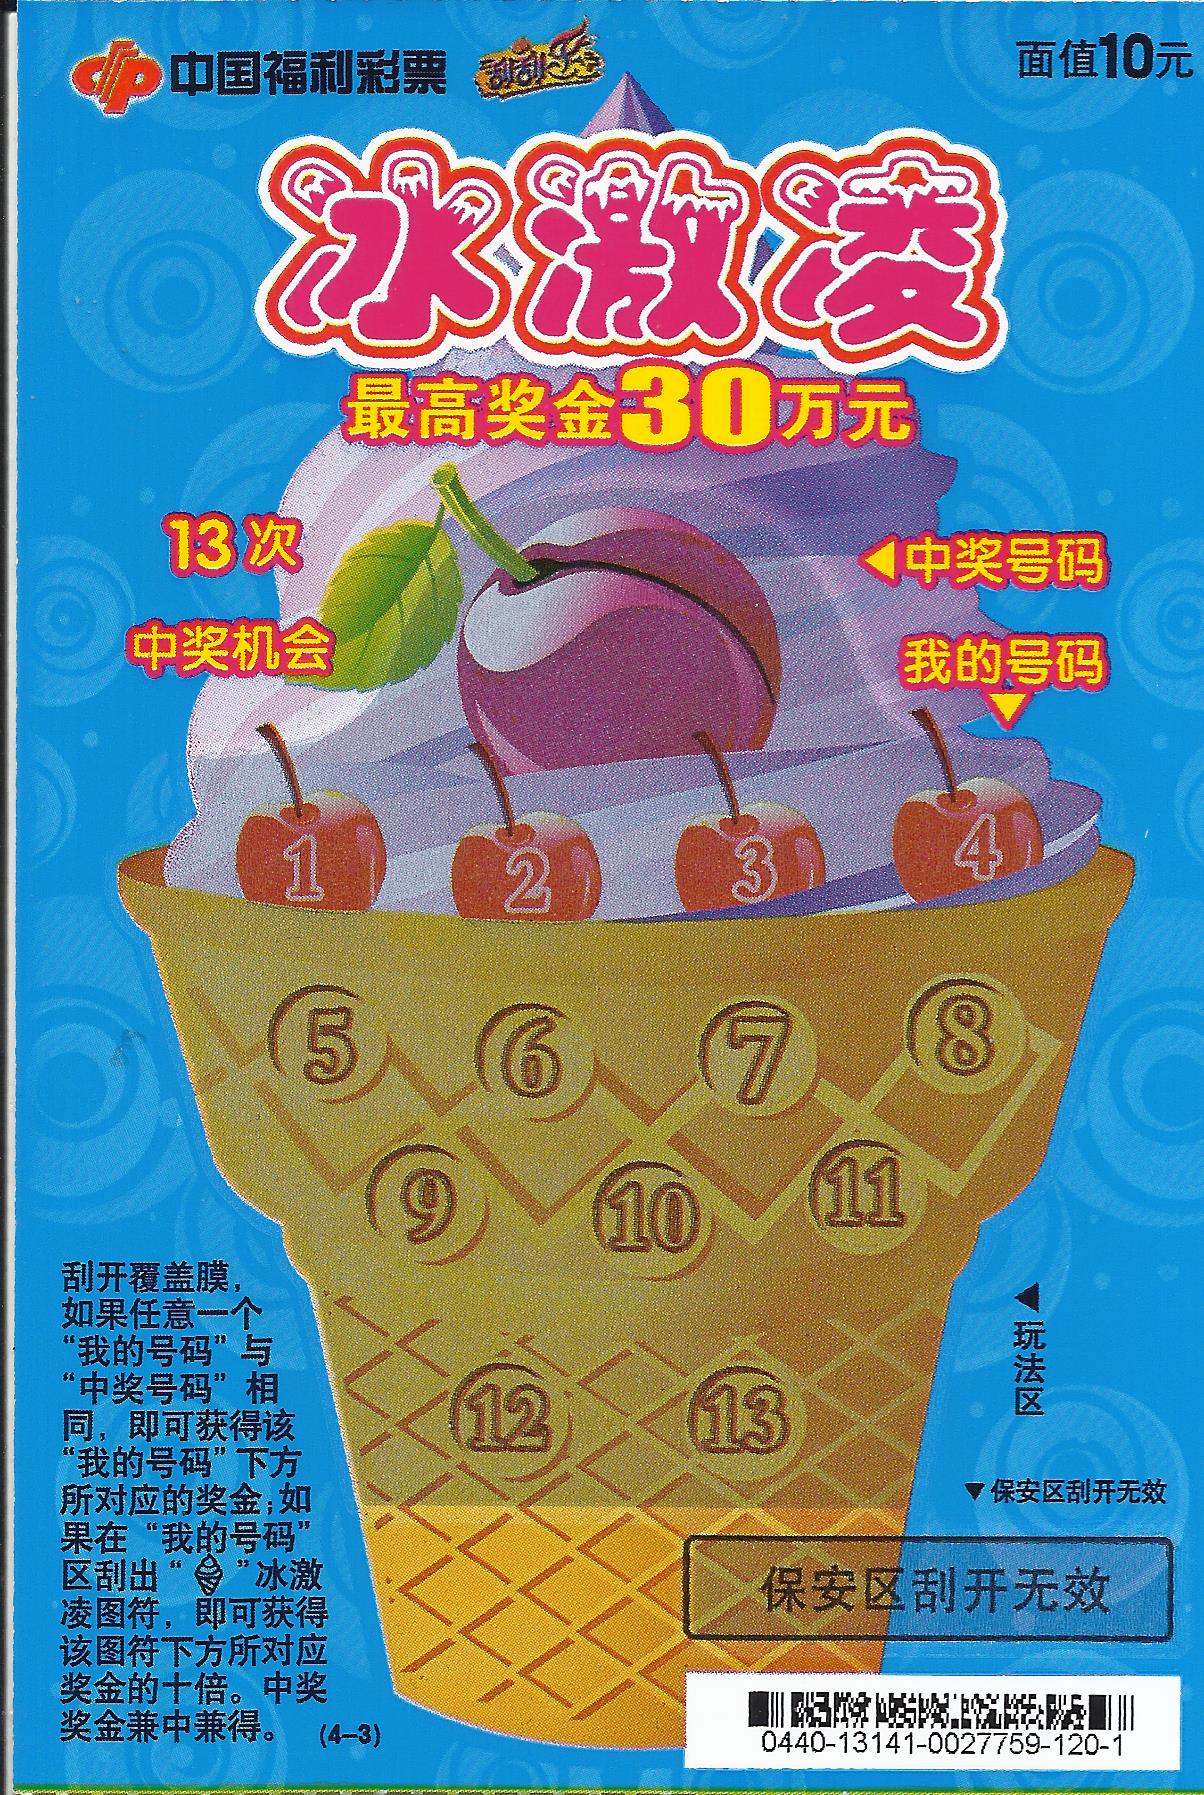 中国福利彩票 刮刮乐 面值10元
冰激凌
最高奖金30万元
13次
中奖机会
中奖号码
我的号码
1 2 3 4
5 6 7 8
9 10 11
12 13
刮开覆盖膜,
如果任意一个
“我的号码”与
“中奖号码”相
同,即可获得该
“我的号码”下方
所对应的奖金;如
果在“我的号码”
区刮出“ ”冰激
凌图符,即可获得
该图符下方所对应
奖金的十倍。中奖
奖金兼中兼得。 (4-3)
玩法区
保安区刮开无效
保安区刮开无效
0440-13141-0027759-120-1